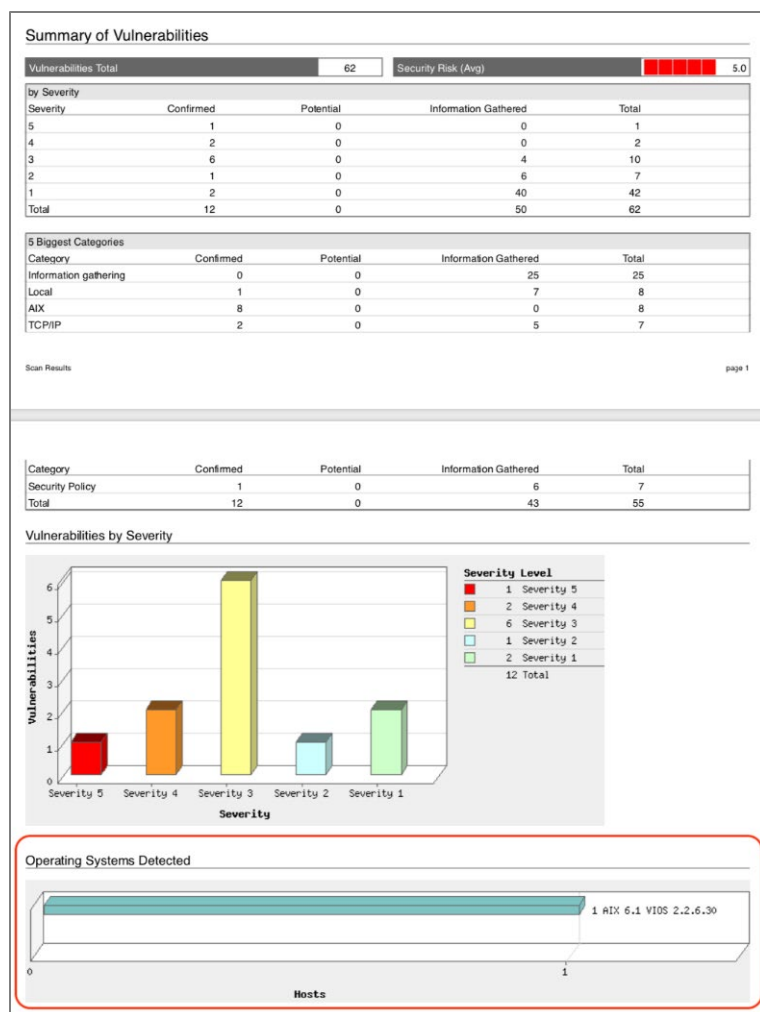 Summary of Vulnerabilities
Vulnerabilities Total 62 Security Risk (Avg) 5.0
by Severity
Severity Confirmed Potential Information Gathered Total
5 1 0 0 1
4 2 0 0 2
3 6 0 4 10
2 1 0 6 7
1 2 0 40 42
Total 12 0 50 62
5 Biggest Categories
Category Confirmed Potential Information Gathered Total
Information gathering 0 0 25 25
Local 1 0 7 8
AIX 8 0 0 8
TCP/IP 2 0 5 7
Scan Results page 1
Category Confirmed Potential Information Gathered Total
Security Policy 1 0 6 7
Total 12 0 43 55
Vulnerabilities by Severity
6
5
4
3
2
1
0
Vulnerabilities
Severity 5 Severity 4 Severity 3 Severity 2 Severity 1
Severity
Severity Level
1 Severity 5
2 Severity 4
6 Severity 3
1 Severity 2
2 Severity 1
12 Total
Operating Systems Detected
1 AIX 6.1 VIOS 2.2.6.30
0 1
Hosts